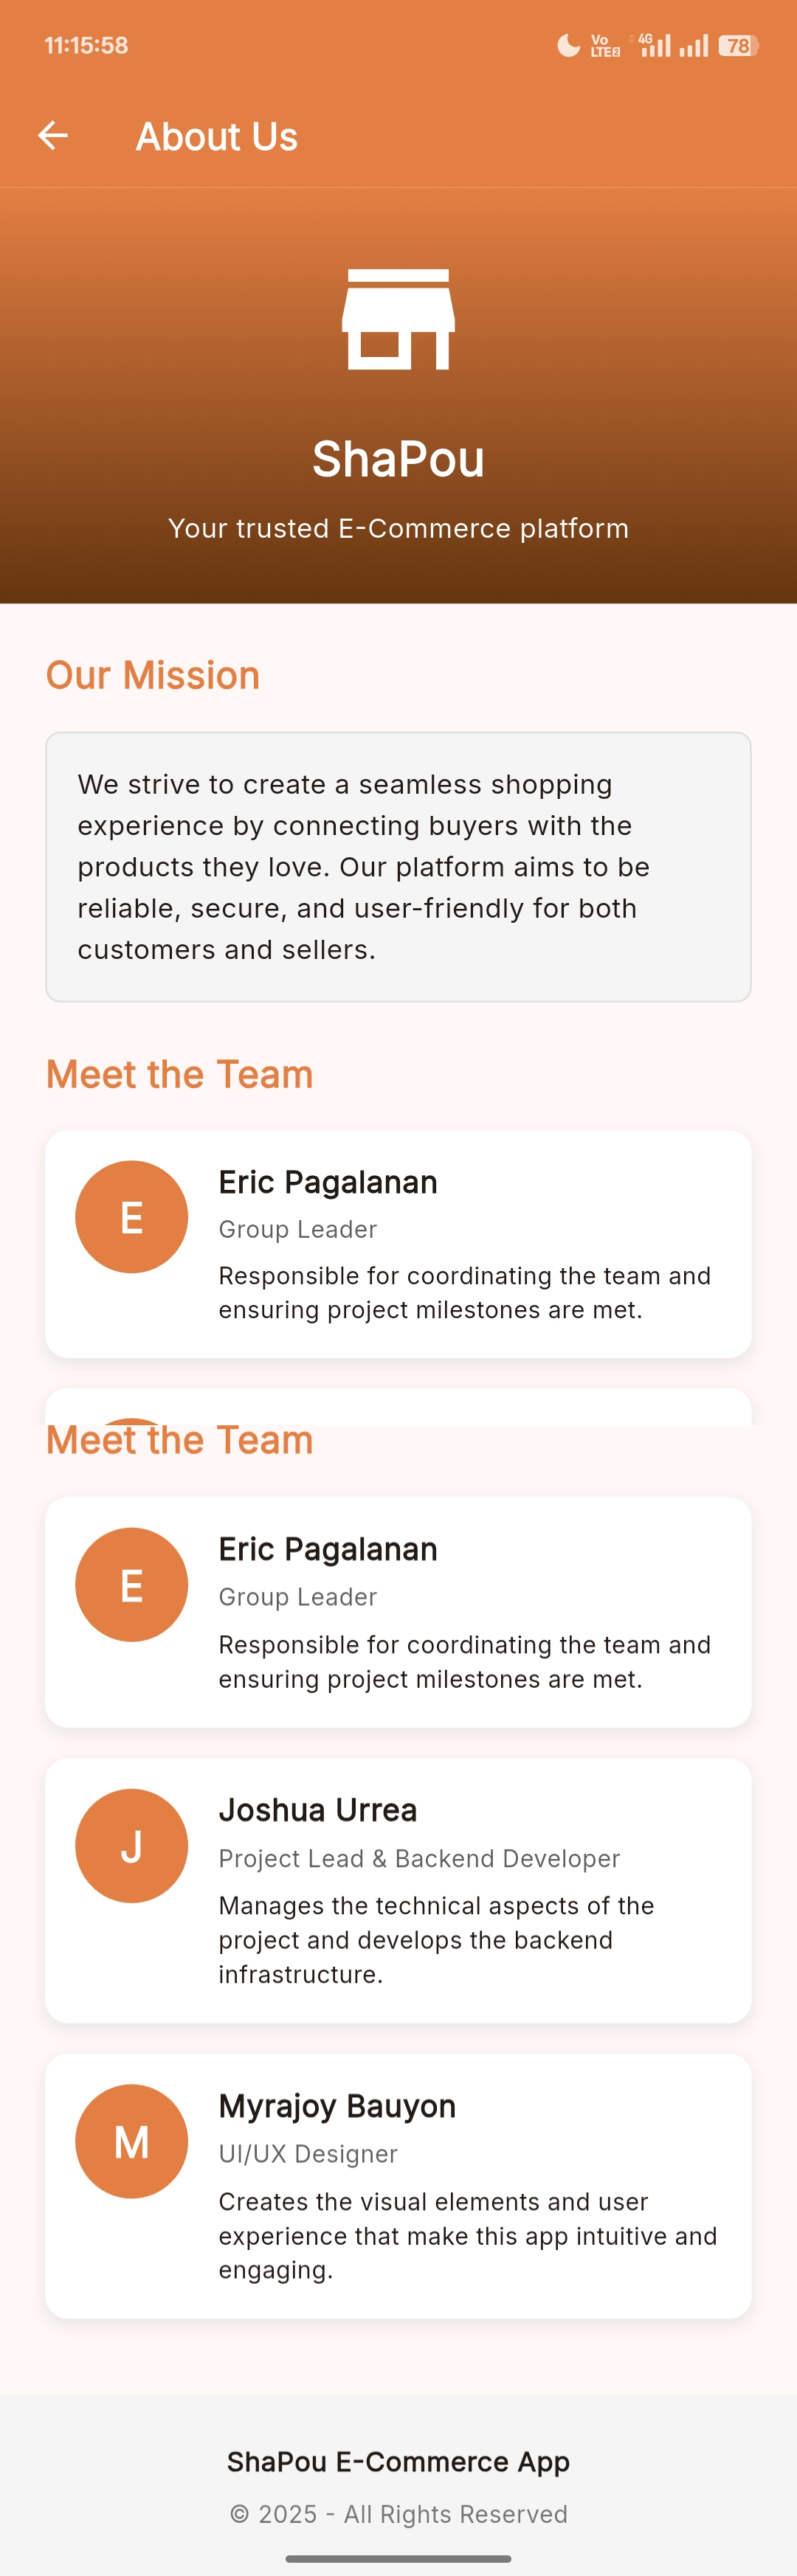 11:15:58
Vo
LTE2
4G
78
About Us
ShaPou
Your trusted E-Commerce platform
Our Mission
We strive to create a seamless shopping
experience by connecting buyers with the
products they love. Our platform aims to be
reliable, secure, and user-friendly for both
customers and sellers.
Meet the Team
E
Eric Pagalanan
Group Leader
Responsible for coordinating the team and
ensuring project milestones are met.
Meet the Team
E
Eric Pagalanan
Group Leader
Responsible for coordinating the team and
ensuring project milestones are met.
J
Joshua Urrea
Project Lead & Backend Developer
Manages the technical aspects of the
project and develops the backend
infrastructure.
M
Myrajoy Bauyon
UI/UX Designer
Creates the visual elements and user
experience that make this app intuitive and
engaging.
ShaPou E-Commerce App
© 2025 - All Rights Reserved